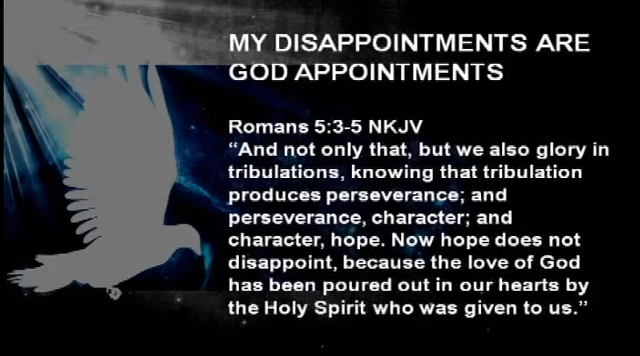 MY DISAPPOINTMENTS ARE
GOD APPOINTMENTS
Romans 5:3-5 NKJV
“And not only that, but we also glory in
tribulations, knowing that tribulation
produces perseverance; and
perseverance, character; and
character, hope. Now hope does not
disappoint, because the love of God
has been poured out in our hearts by
the Holy Spirit who was given to us.”